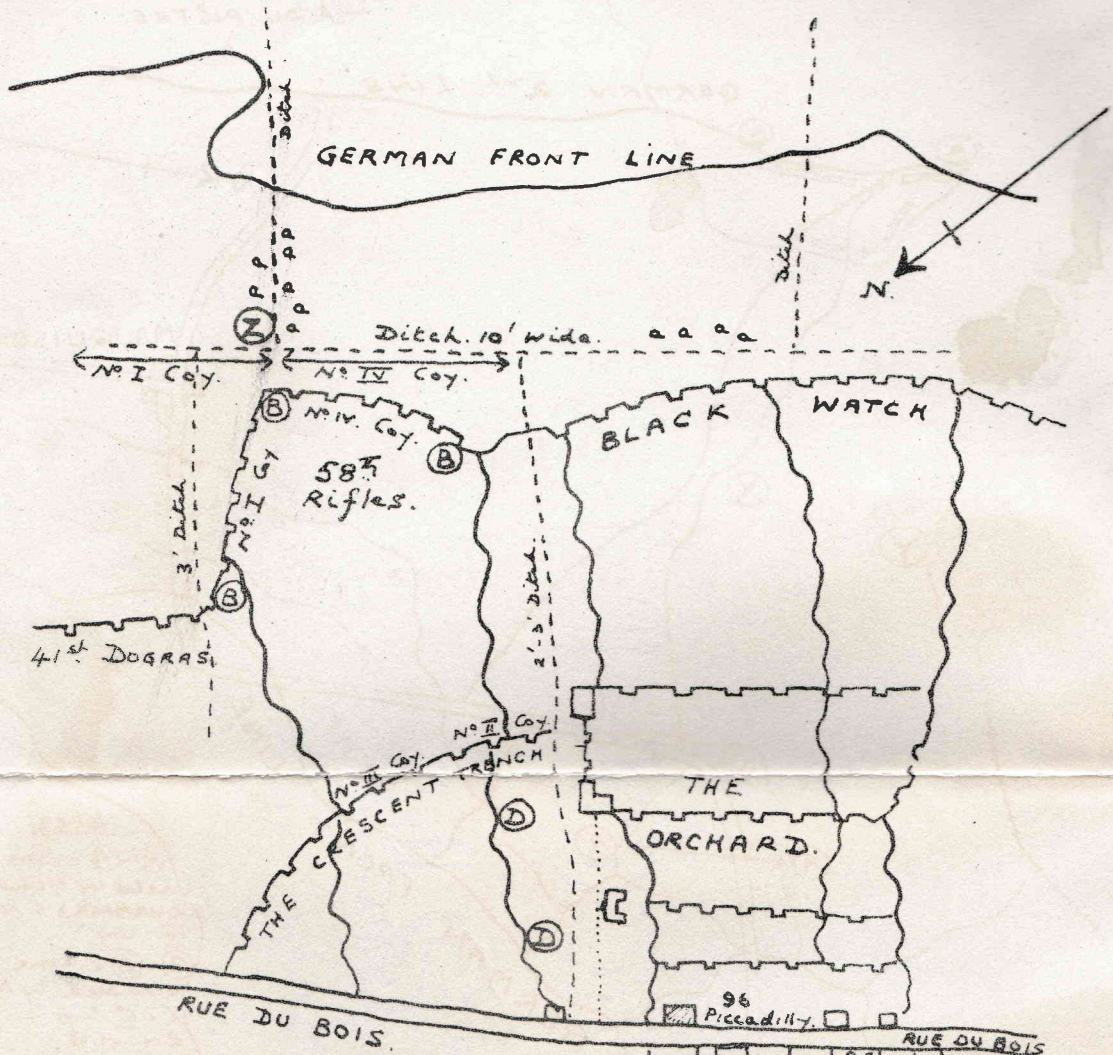 Ditch
GERMAN FRONT LINE
Ditch
N.
P P
P P P P
Z
Ditch. 10' wide.
a a a a
No. I Coy.
No. IV Coy.
B
No. IV. Coy.
B
BLACK WATCH
58th
Rifles.
No. I Coy
3' Ditch
B
2'-3' Ditch
41st DOGRAS
No. II Coy.
No. III Coy.
THE CRESCENT TRENCH
THE
ORCHARD.
D
D
96
Piccadilly.
RUE DU BOIS.
RUE DU BOIS